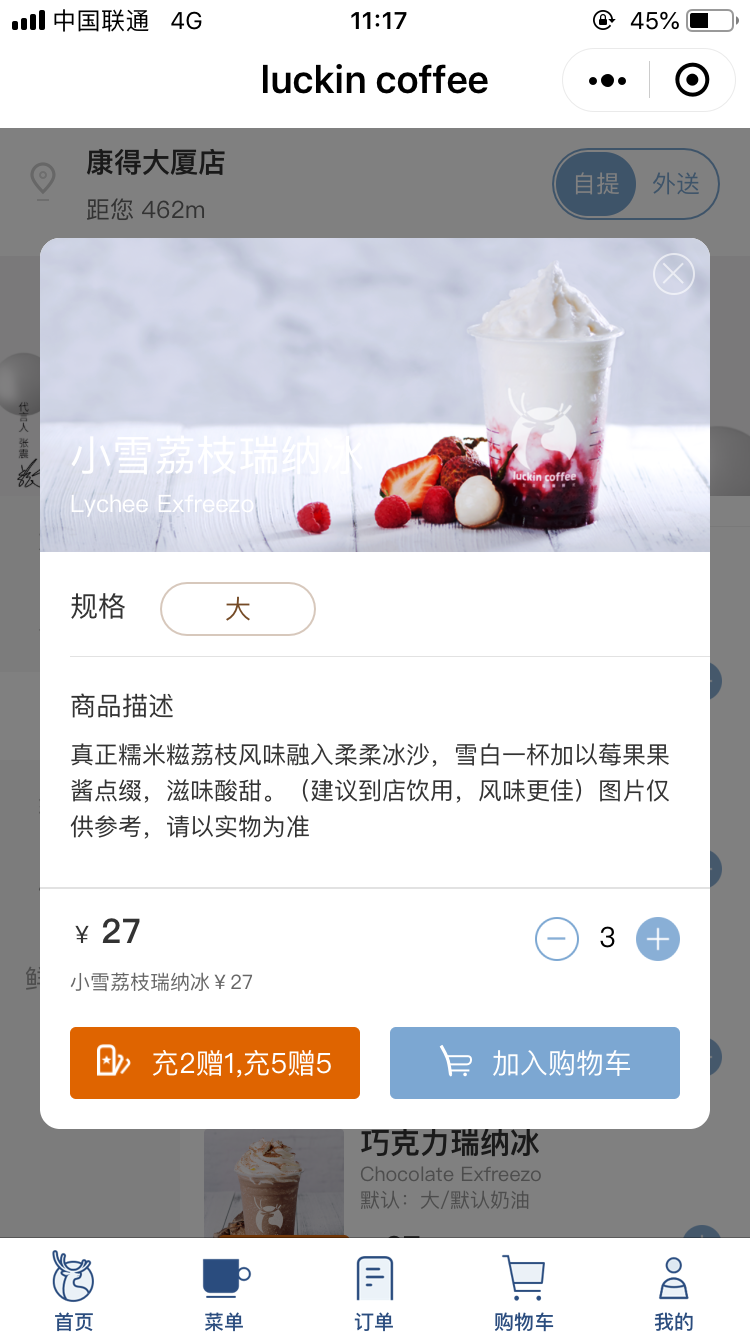 中国联通 4G 11:17 45%
luckin coffee
康得大厦店
距您 462m
自提 外送
代言人 张震
小雪荔枝瑞纳冰
Lychee Exfreezo
luckin coffee
规格 大
商品描述
真正糯米糍荔枝风味融入柔柔冰沙，雪白一杯加以莓果果
酱点缀，滋味酸甜。（建议到店饮用，风味更佳）图片仅
供参考，请以实物为准
¥ 27
3
小雪荔枝瑞纳冰¥27
充2赠1,充5赠5
加入购物车
巧克力瑞纳冰
Chocolate Exfreezo
默认：大/默认奶油
首页 菜单 订单 购物车 我的